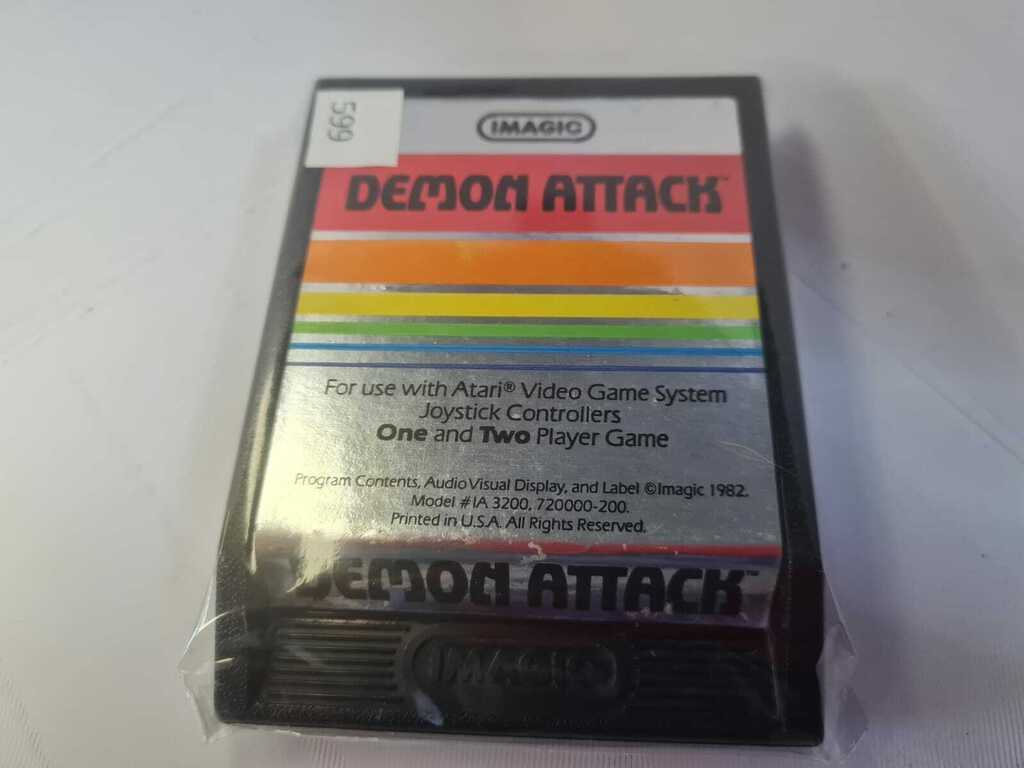 599
IMAGIC
DEMON ATTACK™
For use with Atari® Video Game System
Joystick Controllers
One and Two Player Game
Program Contents, Audio Visual Display, and Label ©Imagic 1982.
Model # IA 3200, 720000-200.
Printed in U.S.A. All Rights Reserved.
DEMON ATTACK™
IMAGIC